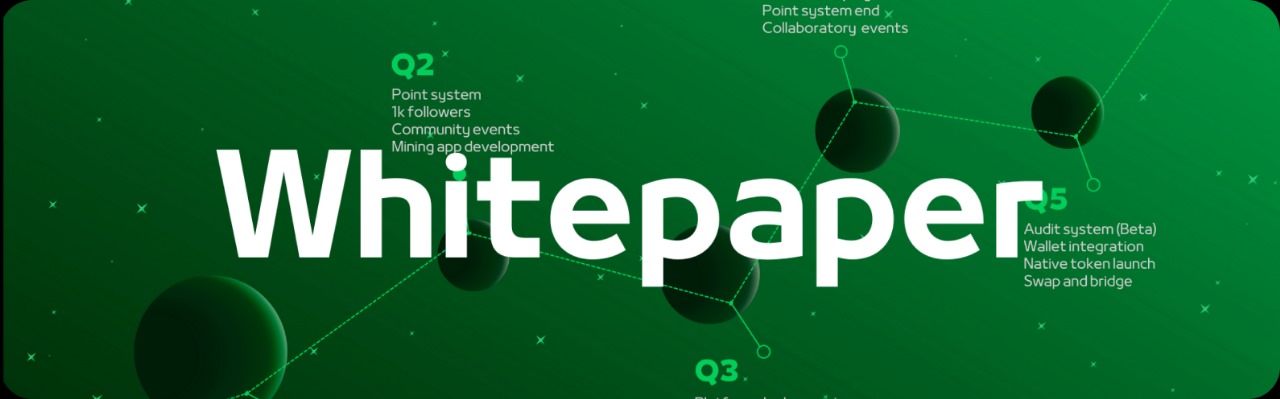 Point system end
Collaboratory events
Q2
Point system
1k followers
Community events
Mining app development
Whitepaper
Q5
Audit system (Beta)
Wallet integration
Native token launch
Swap and bridge
Q3